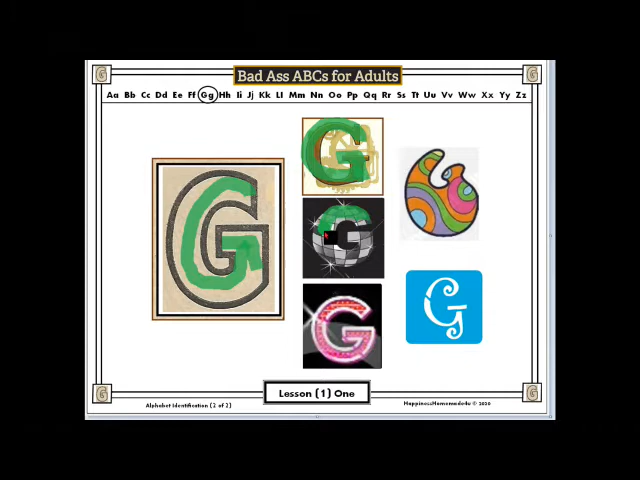 Bad Ass ABCs for Adults
Aa Bb Cc Dd Ee Ff Gg Hh Ii Jj Kk Ll Mm Nn Oo Pp Qq Rr Ss Tt Uu Vv Ww Xx Yy Zz
G
G
G
G
G
G
Lesson (1) One
Alphabet Identification (2 of 2)
HappinessHomemade4u © 2020